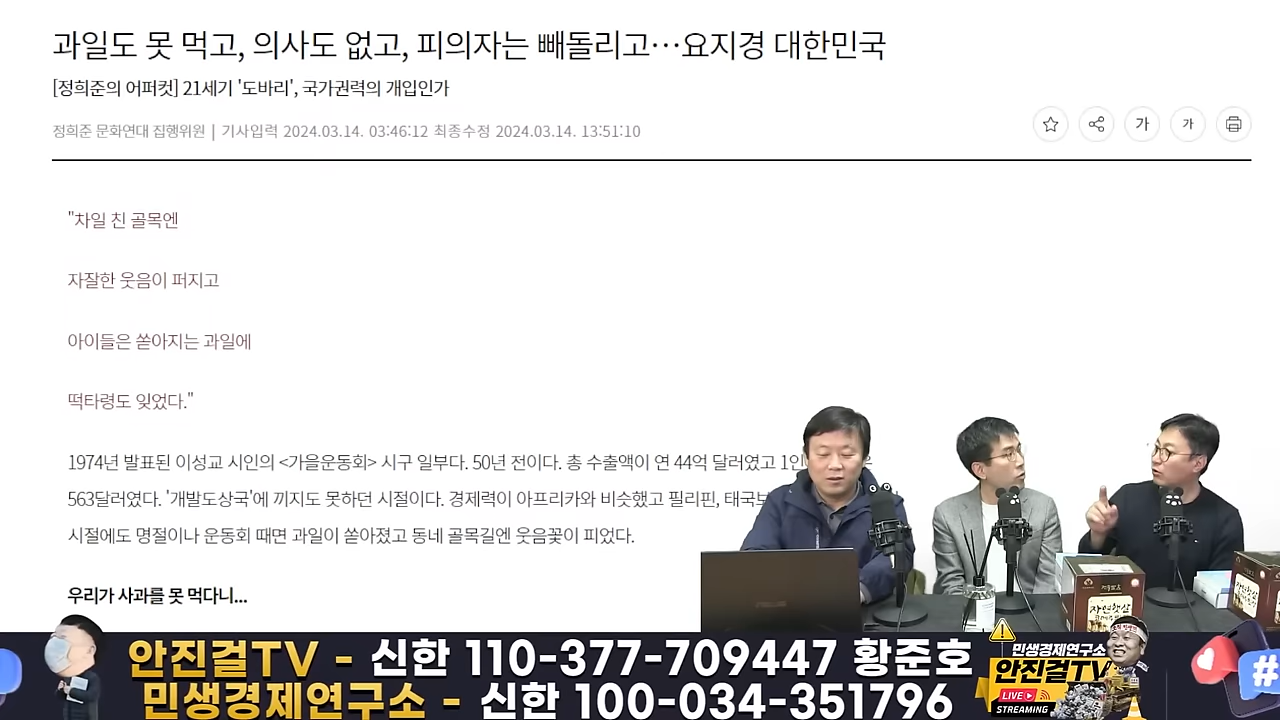 과일도 못 먹고, 의사도 없고, 피의자는 빼돌리고…요지경 대한민국
[정희준의 어퍼컷] 21세기 '도바리', 국가권력의 개입인가
정희준 문화연대 집행위원 | 기사입력 2024.03.14. 03:46:12 최종수정 2024.03.14. 13:51:10
가 가
"차일 친 골목엔
자잘한 웃음이 퍼지고
아이들은 쏟아지는 과일에
떡타령도 잊었다."
1974년 발표된 이성교 시인의 <가을운동회> 시구 일부다. 50년 전이다. 총 수출액이 연 44억 달러였고
563달러였다. '개발도상국'에 끼지도 못하던 시절이다. 경제력이 아프리카와 비슷했고 필리핀,
시절에도 명절이나 운동회 때면 과일이 쏟아졌고 동네 골목길엔 웃음꽃이 피었다.
우리가 사과를 못 먹다니...
안진걸TV - 신한 110-377-709447 황준호
민생경제연구소 - 신한 100-034-351796
민생경제연구소
안진걸TV
LIVE
STREAMING
#